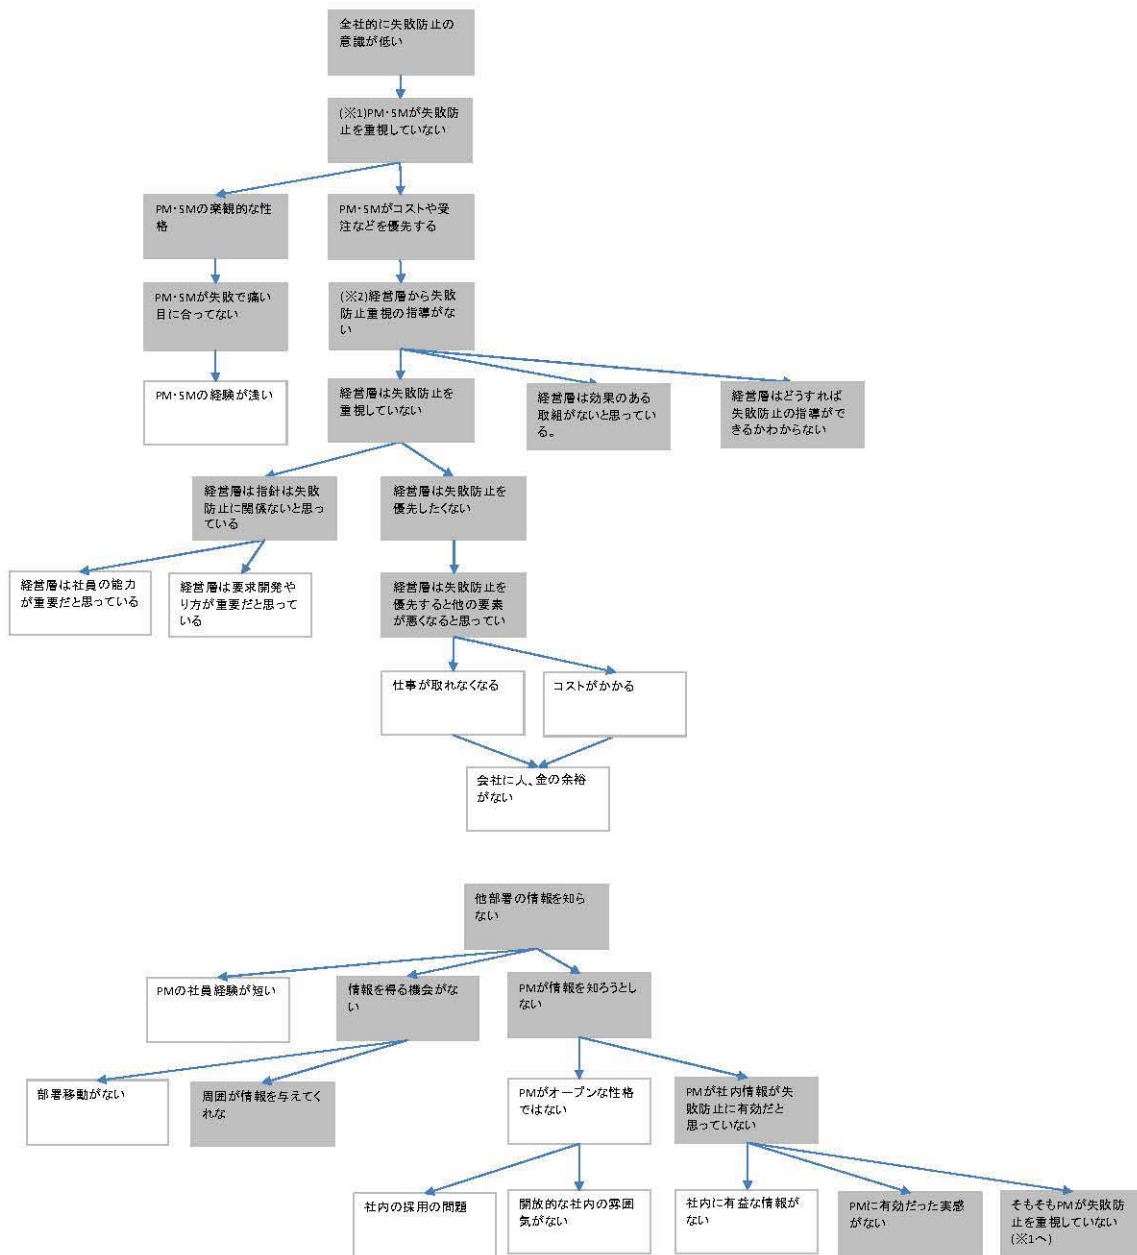 全社的に失敗防止の
意識が低い
(※1)PM・SMが失敗防
止を重視していない
PM・SMの楽観的な性
格
PM・SMがコストや受
注などを優先する
PM・SMが失敗で痛い
目に合ってない
(※2)経営層から失敗
防止重視の指導がな
い
PM・SMの経験が浅い
経営層は失敗防止を
重視していない
経営層は効果のある
取組がないと思ってい
る。
経営層はどうすれば
失敗防止の指導がで
きるかわからない
経営層は指針は失敗
防止に関係ないと思っ
ている
経営層は失敗防止を
優先したくない
経営層は社員の能力
が重要だと思っている
経営層は要求開発や
り方が重要だと思って
いる
経営層は失敗防止を
優先すると他の要素
が悪くなると思ってい
仕事が取れなくなる
コストがかかる
会社に人、金の余裕
がない
他部署の情報を知ら
ない
PMの社員経験が短い
情報を得る機会がな
い
PMが情報を知ろうとし
ない
部署移動がない
周囲が情報を与えてく
れな
PMがオープンな性格
ではない
PMが社内情報が失
敗防止に有効だと
思っていない
社内の採用の問題
開放的な社内の雰囲
気がない
社内に有益な情報が
ない
PMに有効だった実感
がない
そもそもPMが失敗防
止を重視していない
(※1へ)